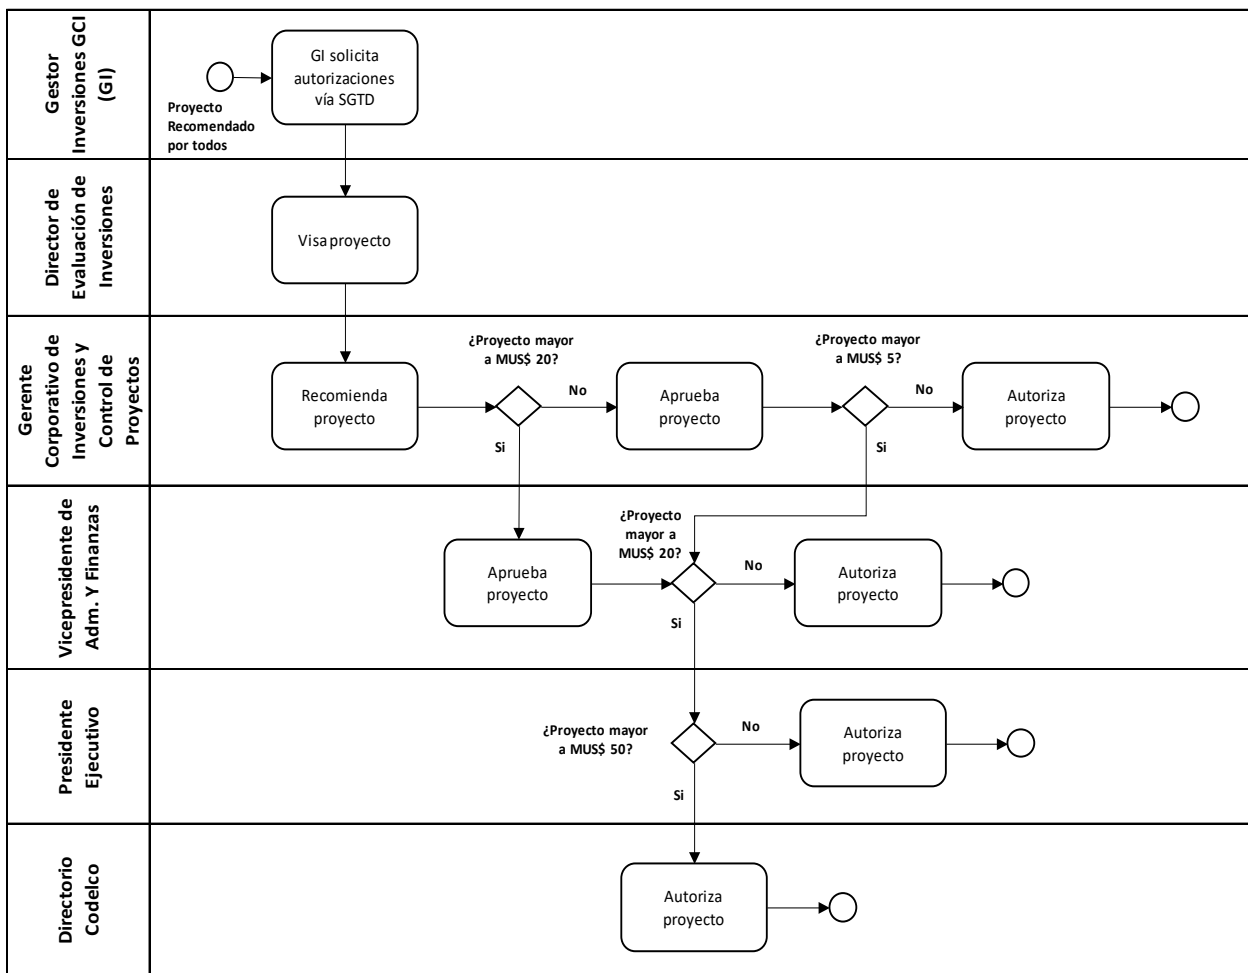 Gestor
Inversiones GCI
(GI)
GI solicita
autorizaciones
vía SGTD
Proyecto
Recomendado
por todos
Director de
Evaluación de
Inversiones
Visa proyecto
Gerente
Corporativo de
Inversiones y
Control de
Proyectos
Recomienda
proyecto
¿Proyecto mayor
a MUS$ 20?
No
Si
Aprueba
proyecto
¿Proyecto mayor
a MUS$ 5?
No
Si
Autoriza
proyecto
Vicepresidente de
Adm. Y Finanzas
Aprueba
proyecto
¿Proyecto
mayor a
MUS$ 20?
No
Si
Autoriza
proyecto
Presidente
Ejecutivo
¿Proyecto mayor
a MUS$ 50?
No
Si
Autoriza
proyecto
Directorio
Codelco
Autoriza
proyecto